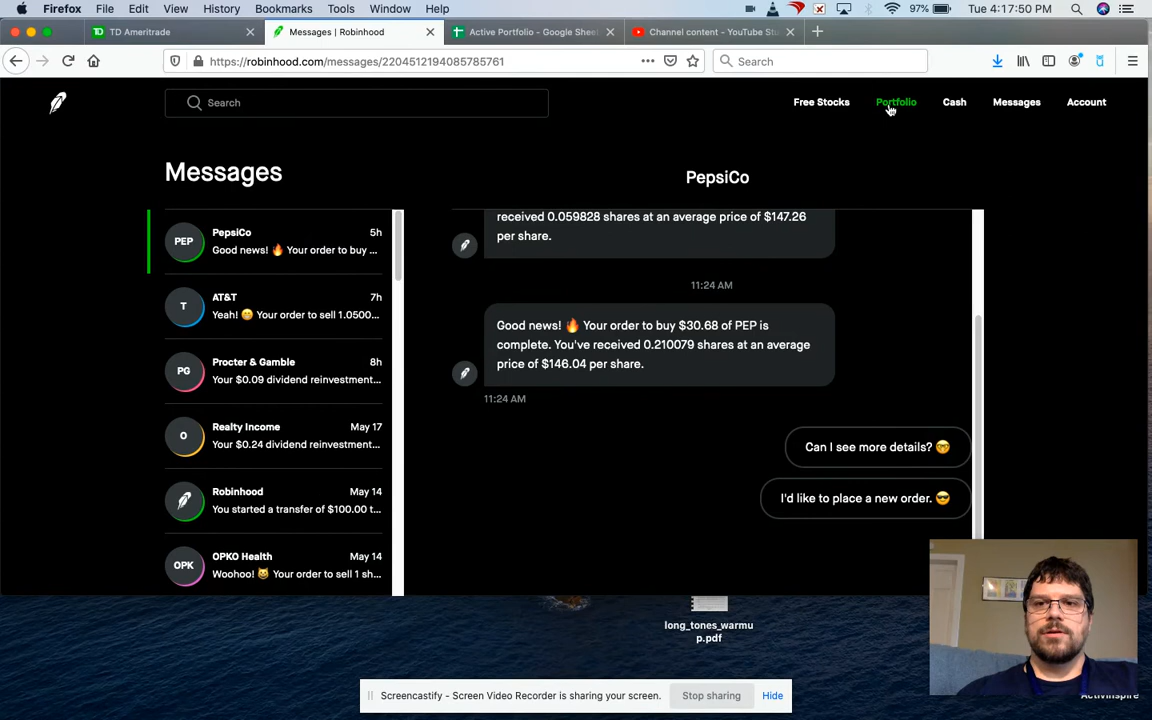 Firefox File Edit View History Bookmarks Tools Window Help 97% Tue 4:17:50 PM
TD Ameritrade Messages | Robinhood Active Portfolio - Google Shee Channel content - YouTube Stu
https://robinhood.com/messages/2204512194085785761 Search
Search Free Stocks Portfolio Cash Messages Account
Messages
PepsiCo
PEP
PepsiCo 5h
Good news! 🔥 Your order to buy ...
T
AT&T 7h
Yeah! 😁 Your order to sell 1.0500...
PG
Procter & Gamble 8h
Your $0.09 dividend reinvestment...
O
Realty Income May 17
Your $0.24 dividend reinvestment...
Robinhood May 14
You started a transfer of $100.00 t...
OPK
OPKO Health May 14
Woohoo! 😸 Your order to sell 1 sh...
received 0.059828 shares at an average price of $147.26
per share.
11:24 AM
Good news! 🔥 Your order to buy $30.68 of PEP is
complete. You've received 0.210079 shares at an average
price of $146.04 per share.
11:24 AM
Can I see more details? 🤓
I'd like to place a new order. 😎
long_tones_warmu
p.pdf
Screencastify - Screen Video Recorder is sharing your screen. Stop sharing Hide
ActivInspire